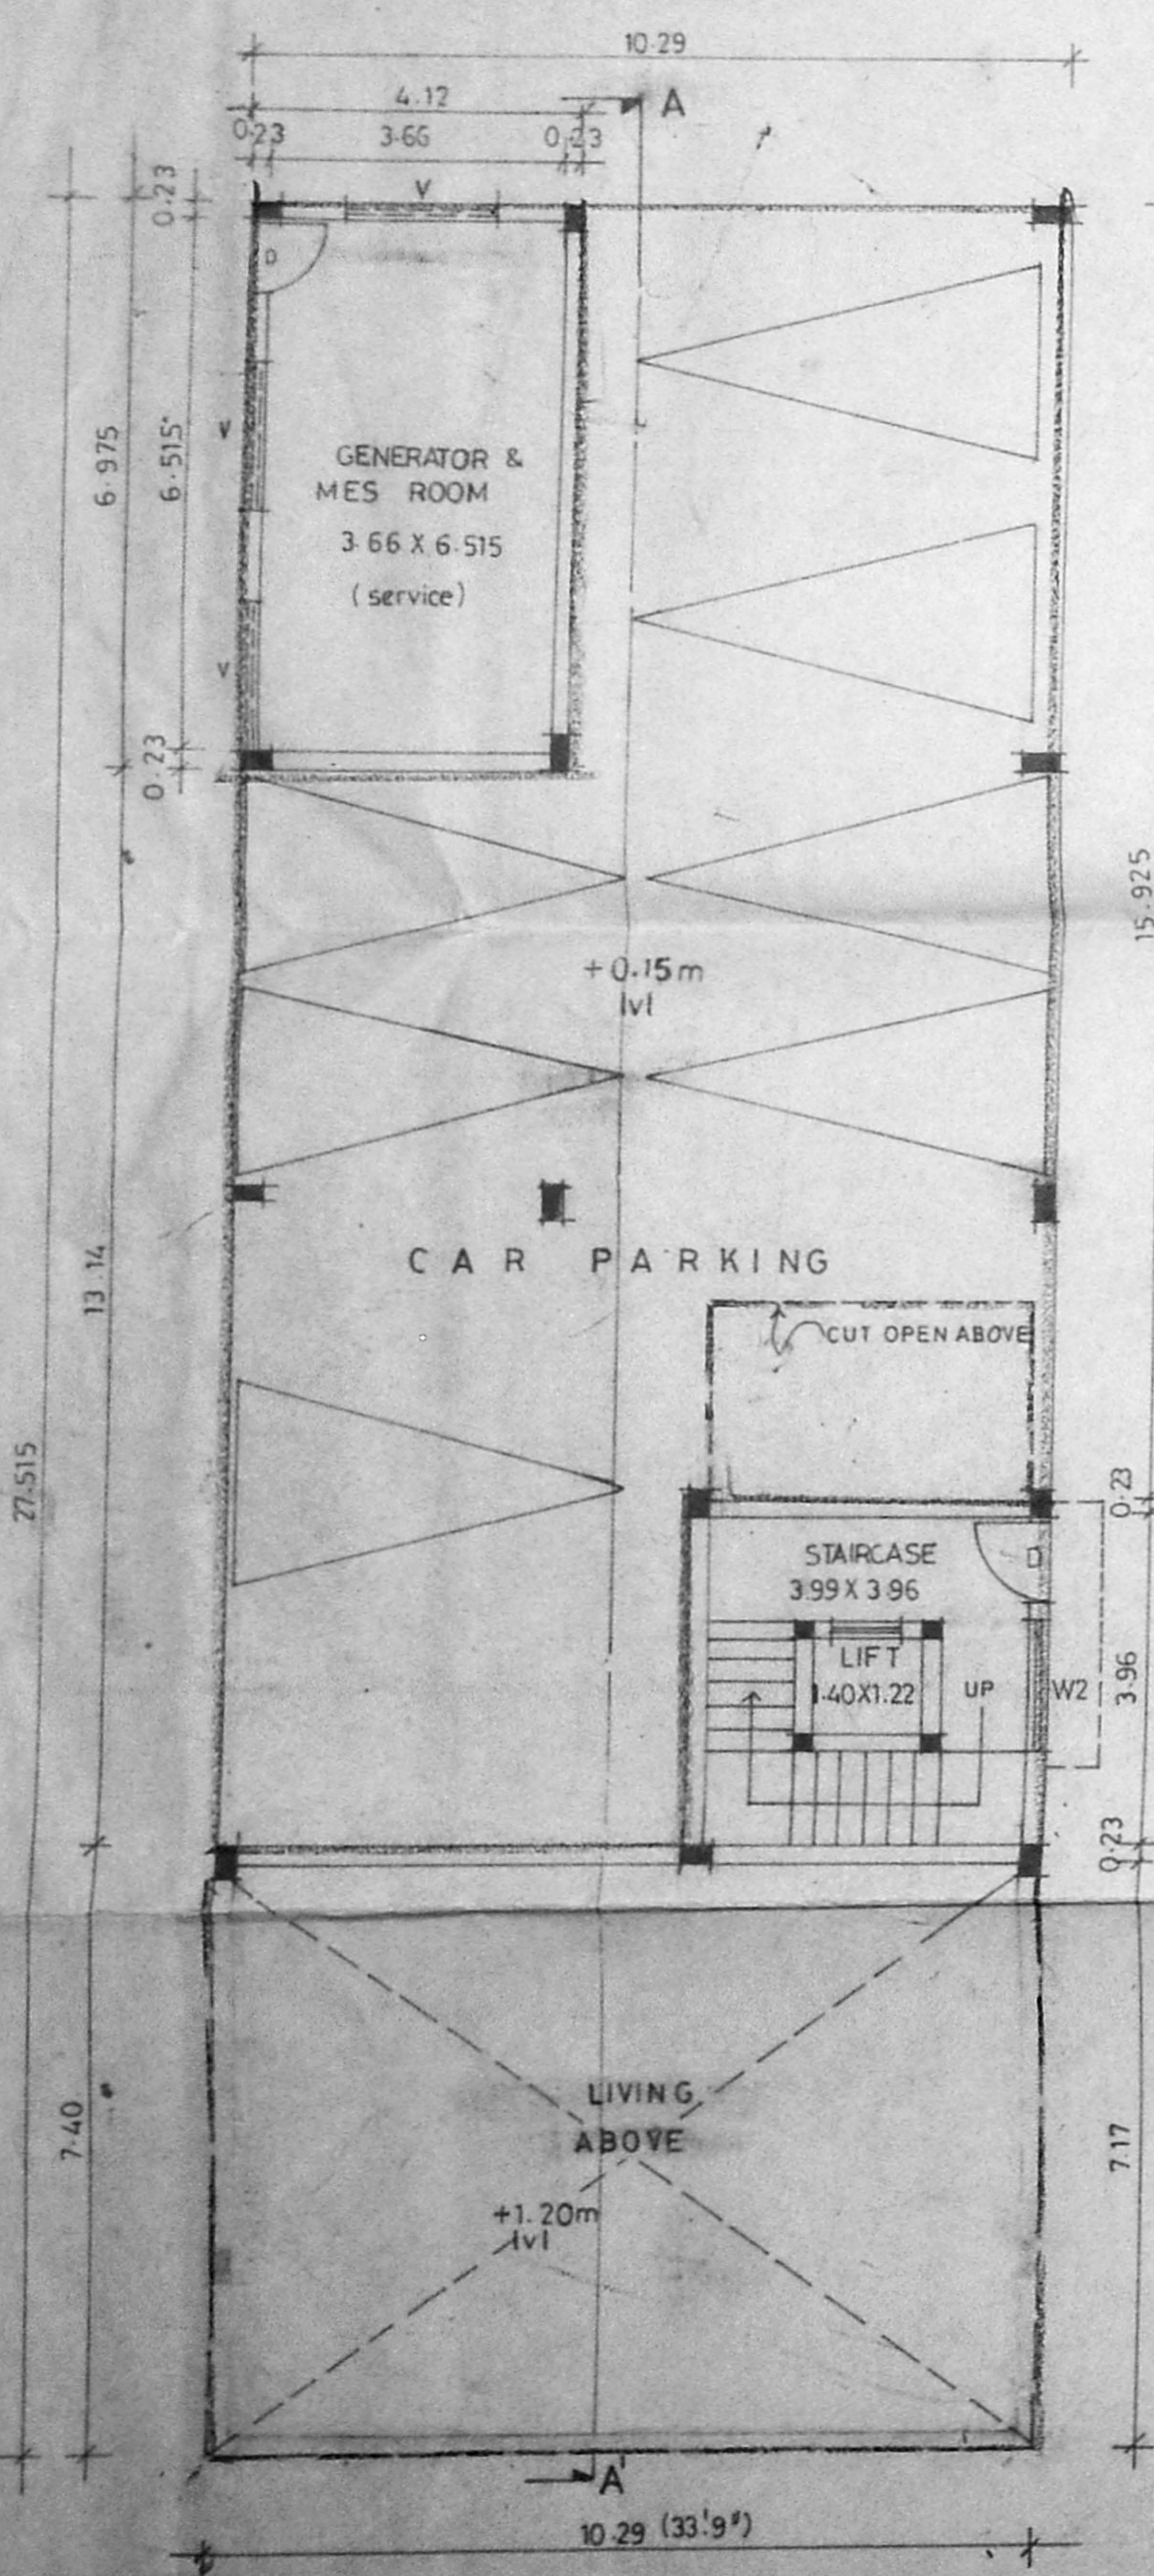 10.29
4.12
A
0.23 3.66 0.23
0.23
V
D
6.975
6.515
V
GENERATOR &
MES ROOM
3.66 X 6.515
(service)
V
0.23
15.925
+0.15m
lvl
13.14
CAR PARKING
CUT OPEN ABOVE
27.515
0.23
STAIRCASE
D
3.99 X 3.96
LIFT
1.40X1.22
UP
W2
3.96
0.23
7.40
LIVING
ABOVE
7.17
+1.20m
lvl
A'
10.29 (33'.9")